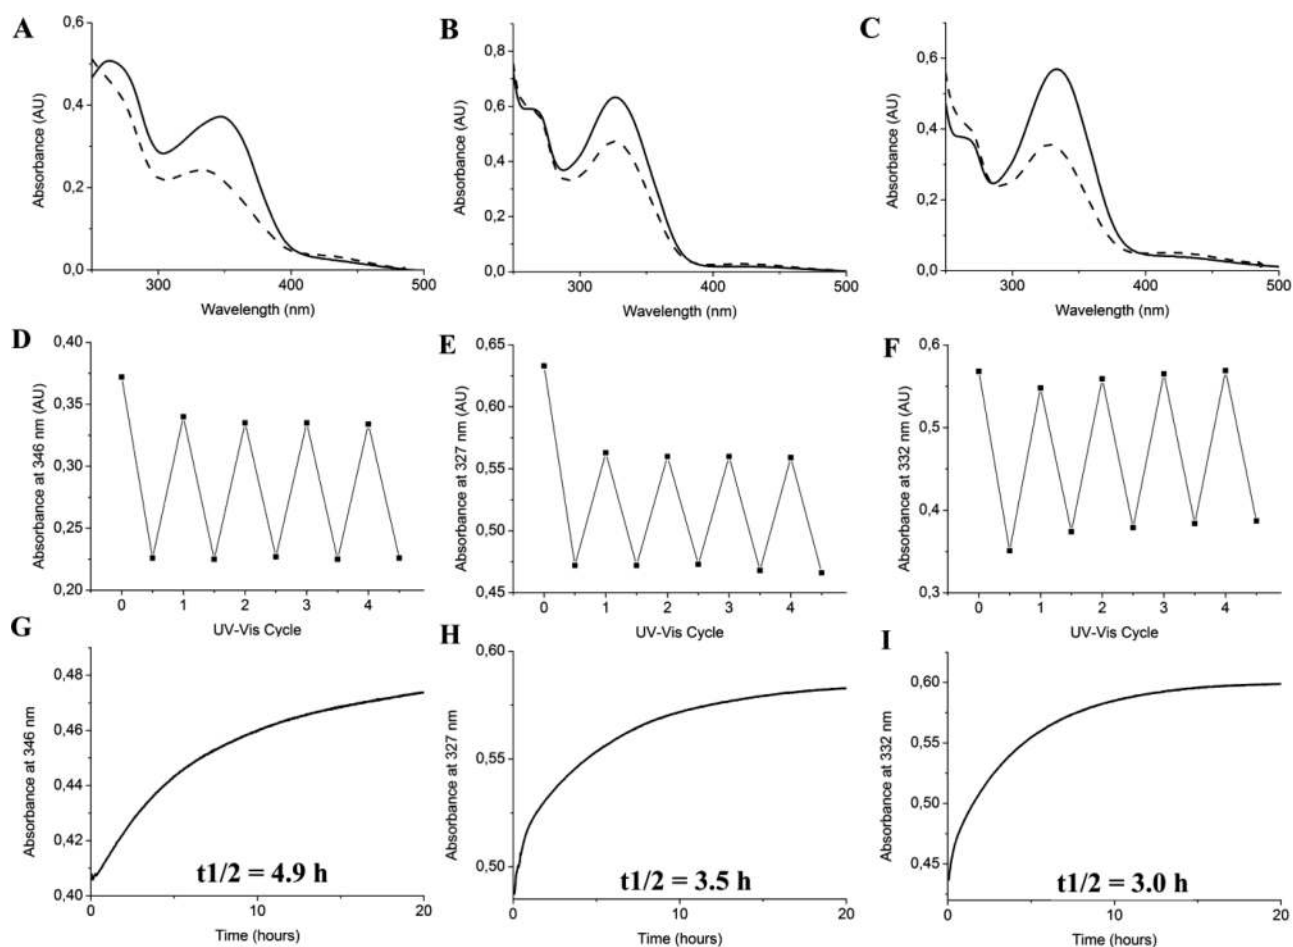 A
0,6
0,4
0,2
0,0
Absorbance (AU)
300
400
500
Wavelength (nm)
B
0,8
0,6
0,4
0,2
0,0
Absorbance (AU)
300
400
500
Wavelength (nm)
C
0,6
0,4
0,2
0,0
Absorbance (AU)
300
400
500
Wavelength (nm)
D
0,40
0,35
0,30
0,25
0,20
Absorbance at 346 nm (AU)
0
1
2
3
4
UV-Vis Cycle
E
0,65
0,60
0,55
0,50
0,45
Absorbance at 327 nm (AU)
0
1
2
3
4
UV-Vis Cycle
F
0,6
0,5
0,4
0,3
Absorbance at 332 nm (AU)
0
1
2
3
4
UV-Vis Cycle
G
0,48
0,46
0,44
0,42
0,40
Absorbance at 346 nm
t1/2 = 4.9 h
0
10
20
Time (hours)
H
0,60
0,55
0,50
Absorbance at 327 nm
t1/2 = 3.5 h
0
10
20
Time (hours)
I
0,60
0,55
0,50
0,45
Absorbance at 332 nm
t1/2 = 3.0 h
0
10
20
Time (hours)